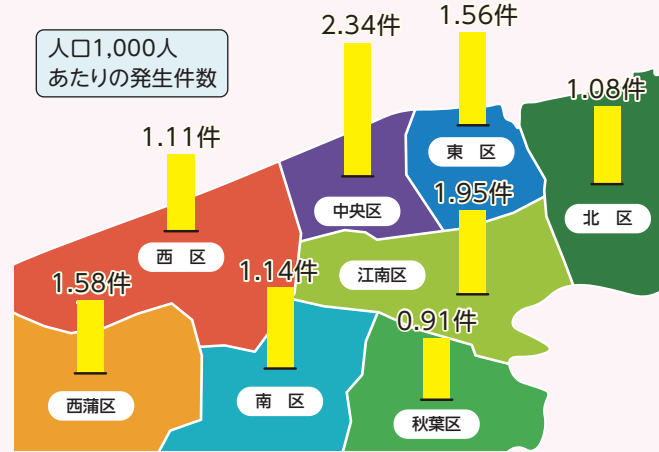 人口1,000人
あたりの発生件数
2.34件
1.56件
1.08件
1.11件
東 区
1.95件
中央区
北 区
西 区
1.14件
江南区
1.58件
0.91件
西蒲区
南 区
秋葉区